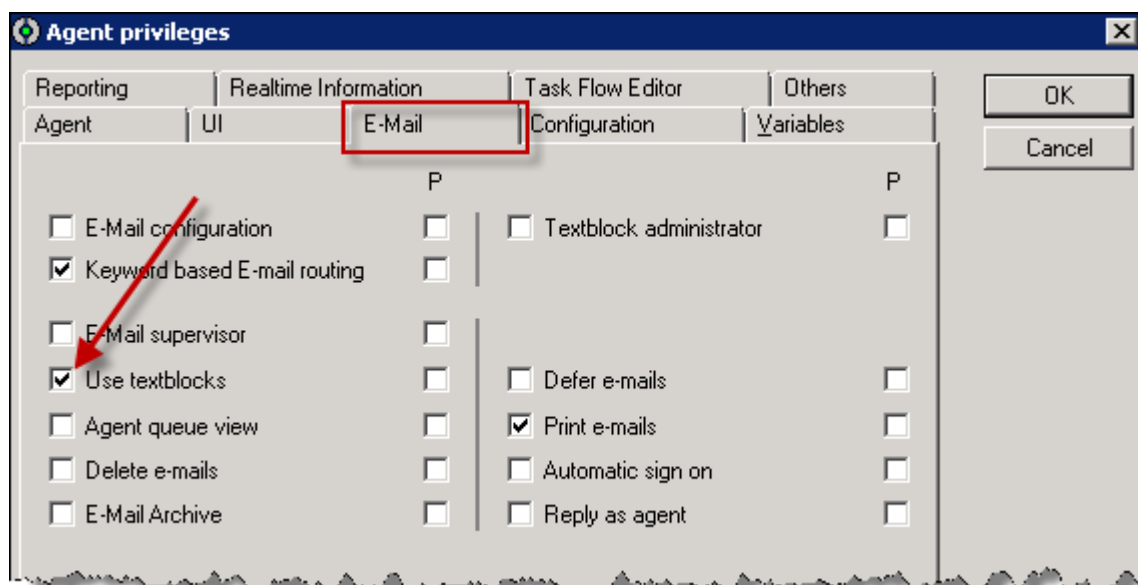 Agent privileges
Reporting Realtime Information Task Flow Editor Others
OK
Agent UI E-Mail Configuration Variables
Cancel
P P
E-Mail configuration Textblock administrator
Keyword based E-mail routing
E-Mail supervisor
Use textblocks Defer e-mails
Agent queue view Print e-mails
Delete e-mails Automatic sign on
E-Mail Archive Reply as agent